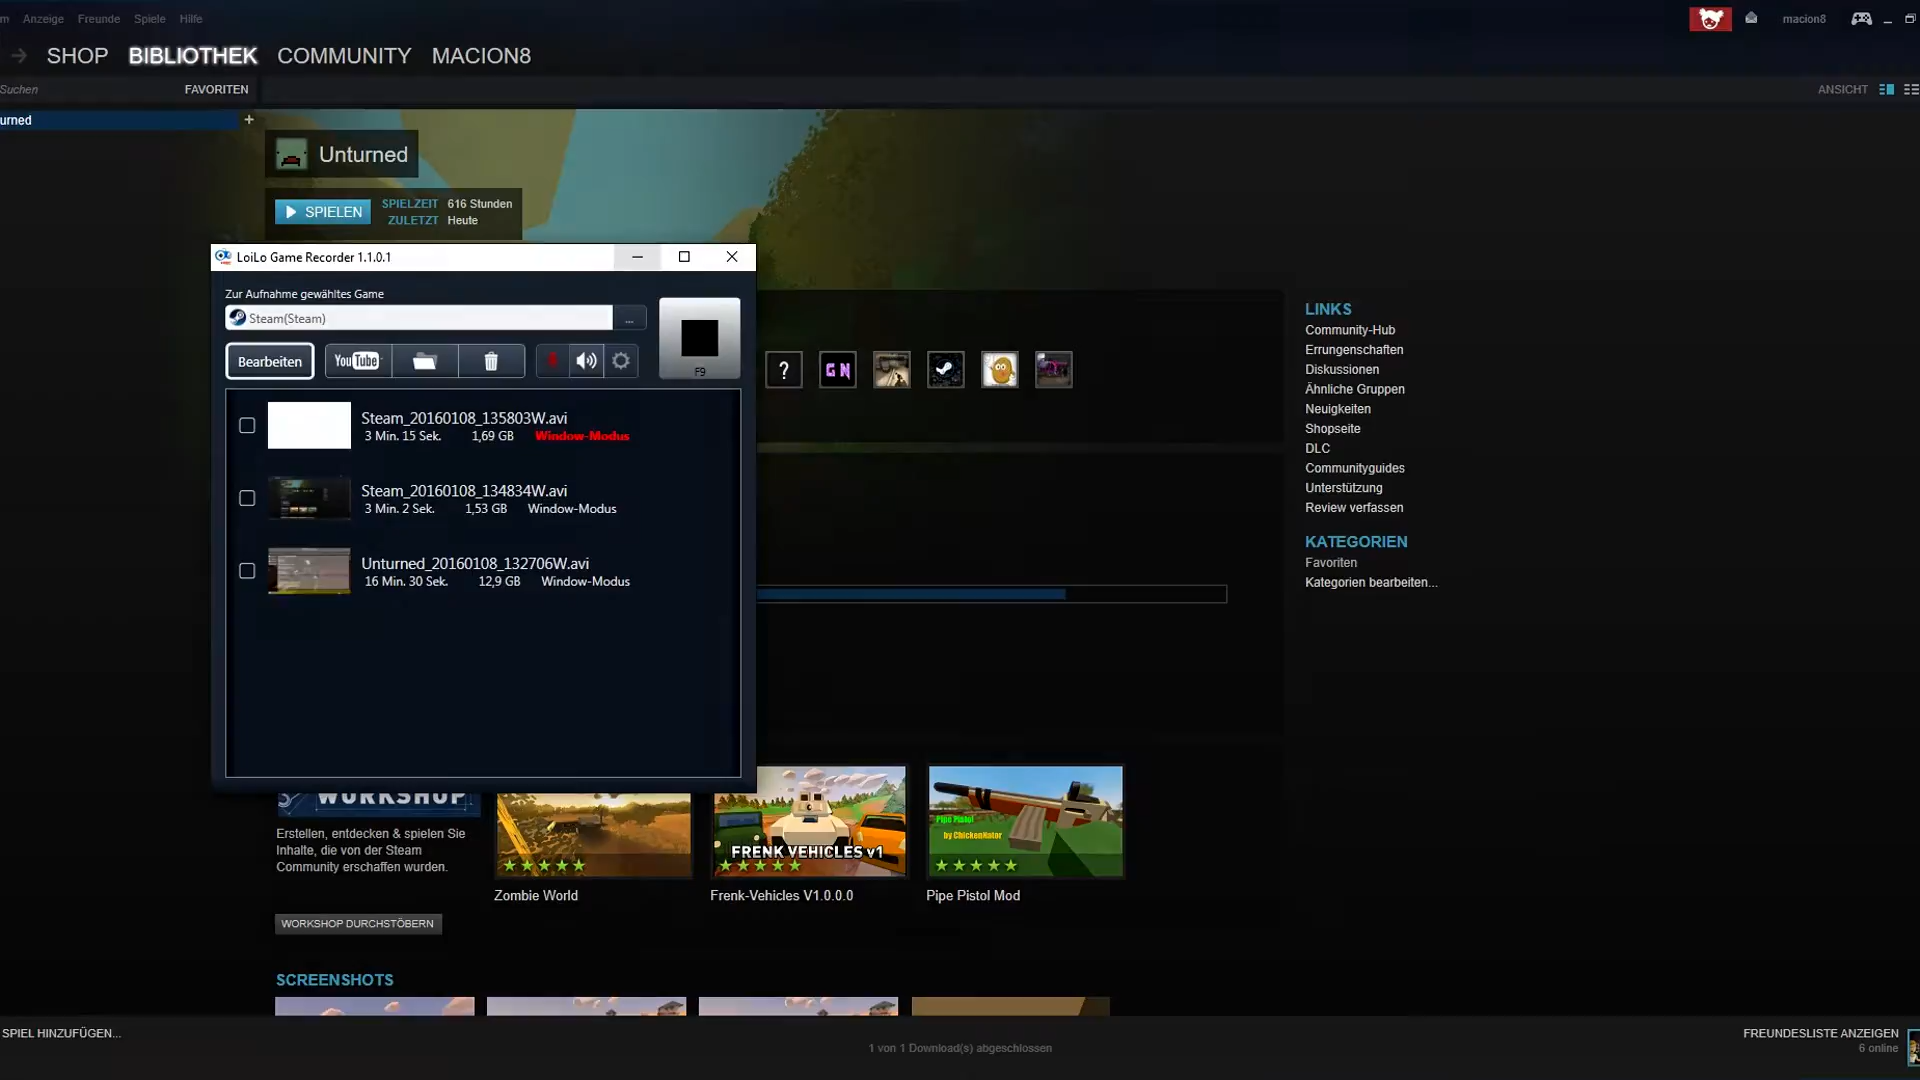 m Anzeige Freunde Spiele Hilfe
macion8
SHOP BIBLIOTHEK COMMUNITY MACION8
Suchen FAVORITEN
ANSICHT
urned +
Unturned
SPIELEN
SPIELZEIT 616 Stunden
ZULETZT Heute
LoiLo Game Recorder 1.1.0.1
Zur Aufnahme gewähltes Game
Steam(Steam)
...
Bearbeiten
YouTube
F9
Steam_20160108_135803W.avi
3 Min. 15 Sek. 1,69 GB Window-Modus
Steam_20160108_134834W.avi
3 Min. 2 Sek. 1,53 GB Window-Modus
Unturned_20160108_132706W.avi
16 Min. 30 Sek. 12,9 GB Window-Modus
? GN
LINKS
Community-Hub
Errungenschaften
Diskussionen
Ähnliche Gruppen
Neuigkeiten
Shopseite
DLC
Communityguides
Unterstützung
Review verfassen
KATEGORIEN
Favoriten
Kategorien bearbeiten...
WORKSHOP
Erstellen, entdecken & spielen Sie
Inhalte, die von der Steam
Community erschaffen wurden.
WORKSHOP DURCHSTÖBERN
Zombie World
FRENK VEHICLES v1
Frenk-Vehicles V1.0.0.0
Pipe Pistol
by ChickenNator
Pipe Pistol Mod
SCREENSHOTS
SPIEL HINZUFÜGEN...
1 von 1 Download(s) abgeschlossen
FREUNDESLISTE ANZEIGEN
6 online